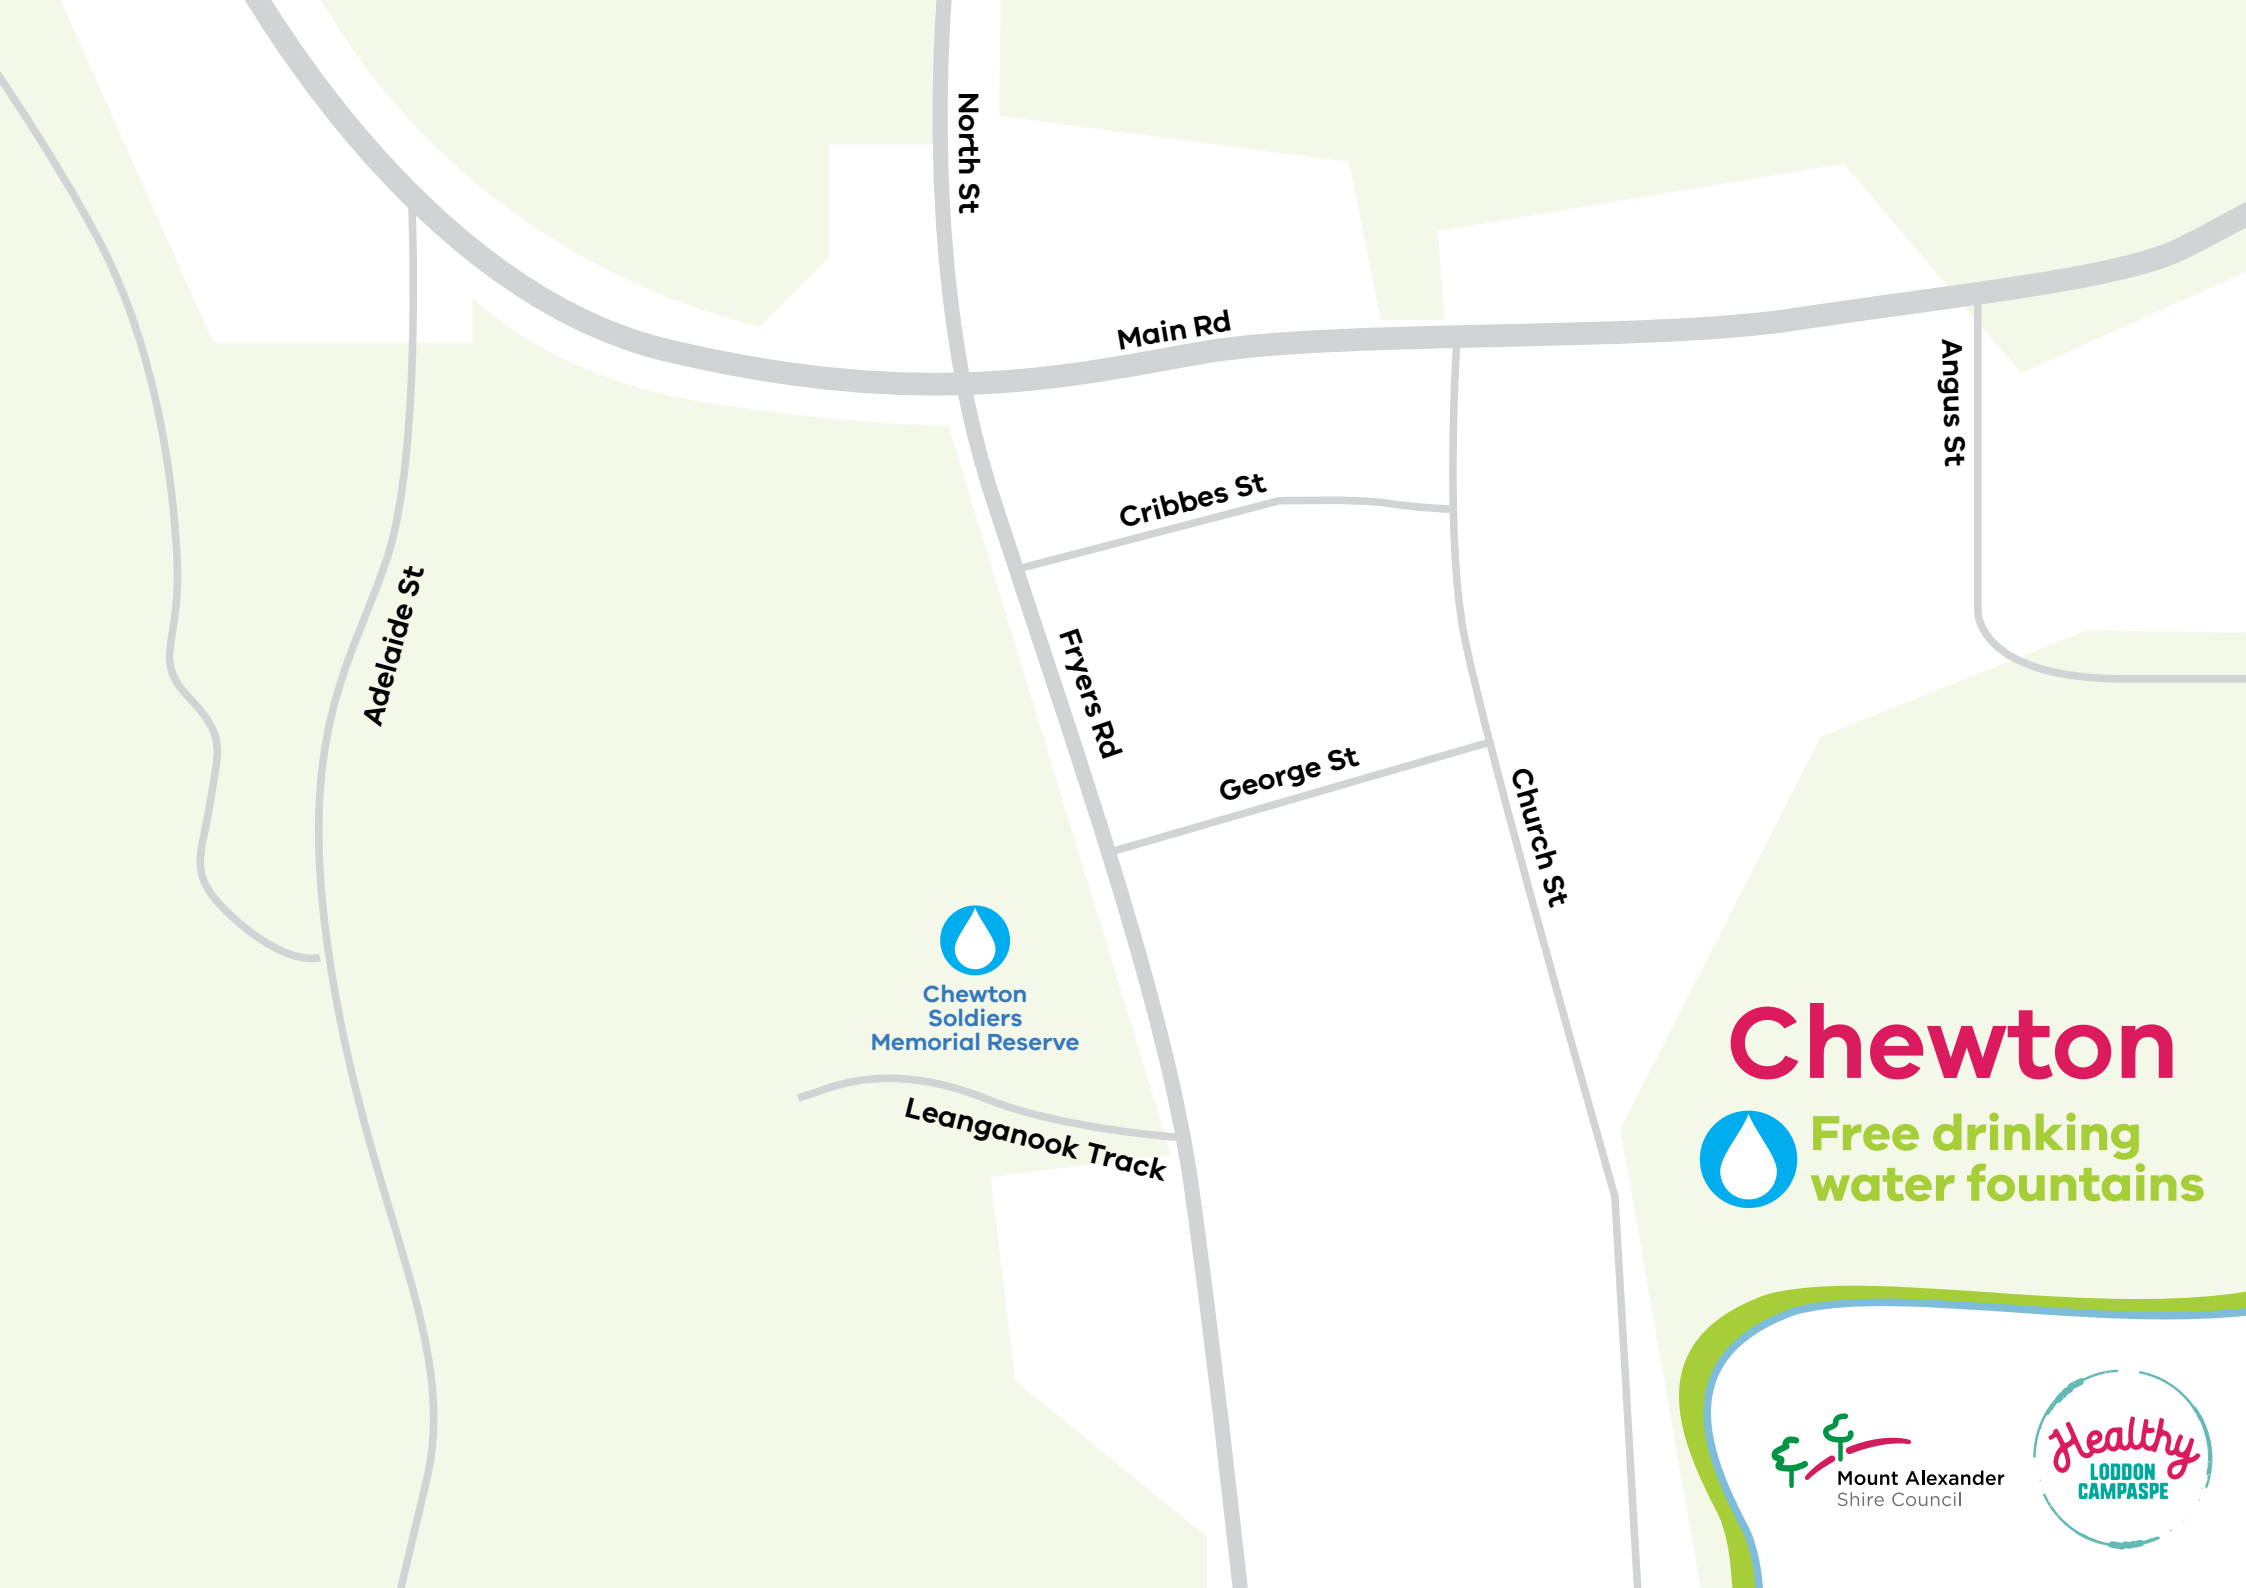 North St
Main Rd
Angus St
Cribbes St
Adelaide St
Fryers Rd
George St
Church St
Chewton
Soldiers
Memorial Reserve
Leanganook Track
Chewton
Free drinking
water fountains
Mount Alexander
Shire Council
Healthy
LODDON
CAMPASPE